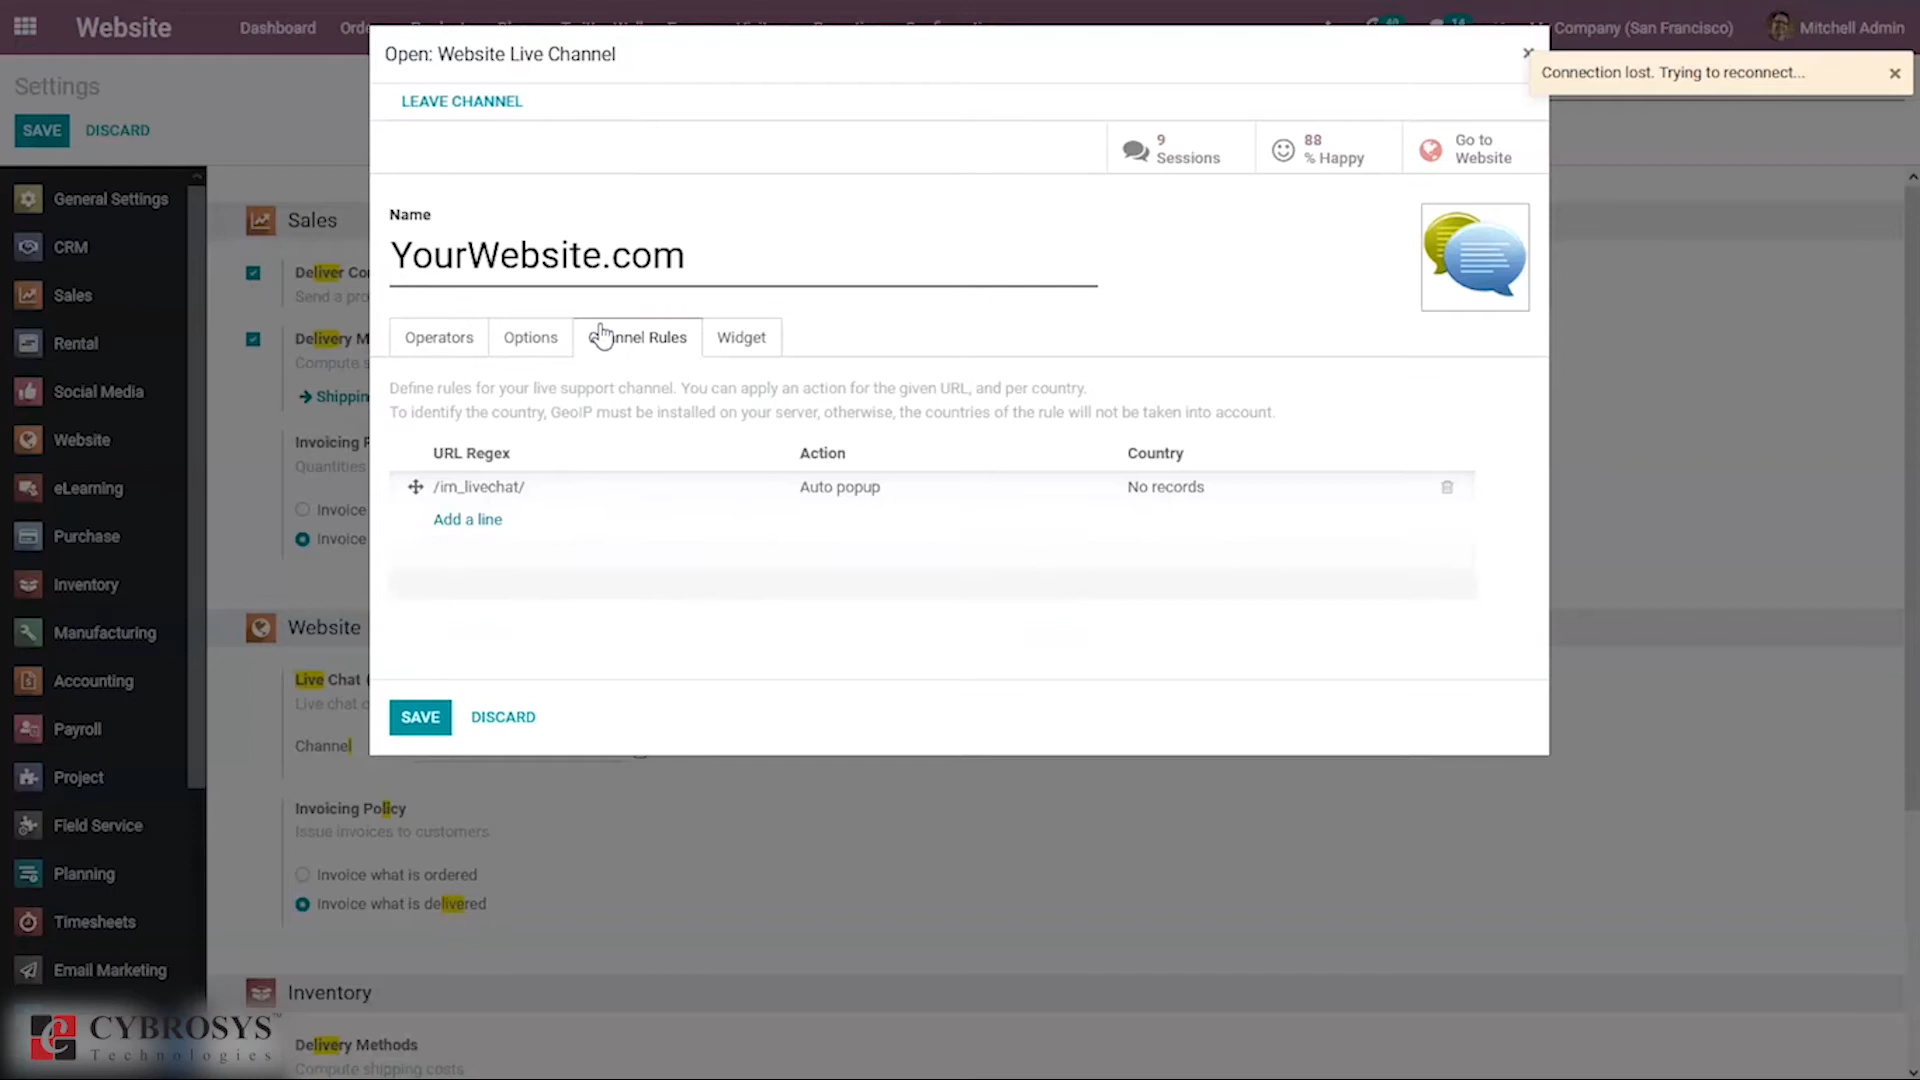 Website
Dashboard
Company (San Francisco)
Mitchell Admin
Open: Website Live Channel
Connection lost. Trying to reconnect...
Settings
LEAVE CHANNEL
SAVE DISCARD
9 Sessions
88 % Happy
Go to Website
General Settings
CRM
Sales
Rental
Social Media
Website
eLearning
Purchase
Inventory
Manufacturing
Accounting
Payroll
Project
Field Service
Planning
Timesheets
Email Marketing
Sales
Deliver
Send a
Delivery
Compute
Shippin
Invoicing
Quantities
Invoice
Invoice
Name
YourWebsite.com
Operators Options Channel Rules Widget
Define rules for your live support channel. You can apply an action for the given URL, and per country.
To identify the country, GeoIP must be installed on your server, otherwise, the countries of the rule will not be taken into account.
URL Regex Action Country
/im_livechat/ Auto popup No records
Add a line
SAVE DISCARD
Website
Live Chat
Live chat
Channel
Invoicing Policy
Issue invoices to customers
Invoice what is ordered
Invoice what is delivered
Inventory
Delivery Methods
Compute shipping costs
CYBROSYS
Technologies